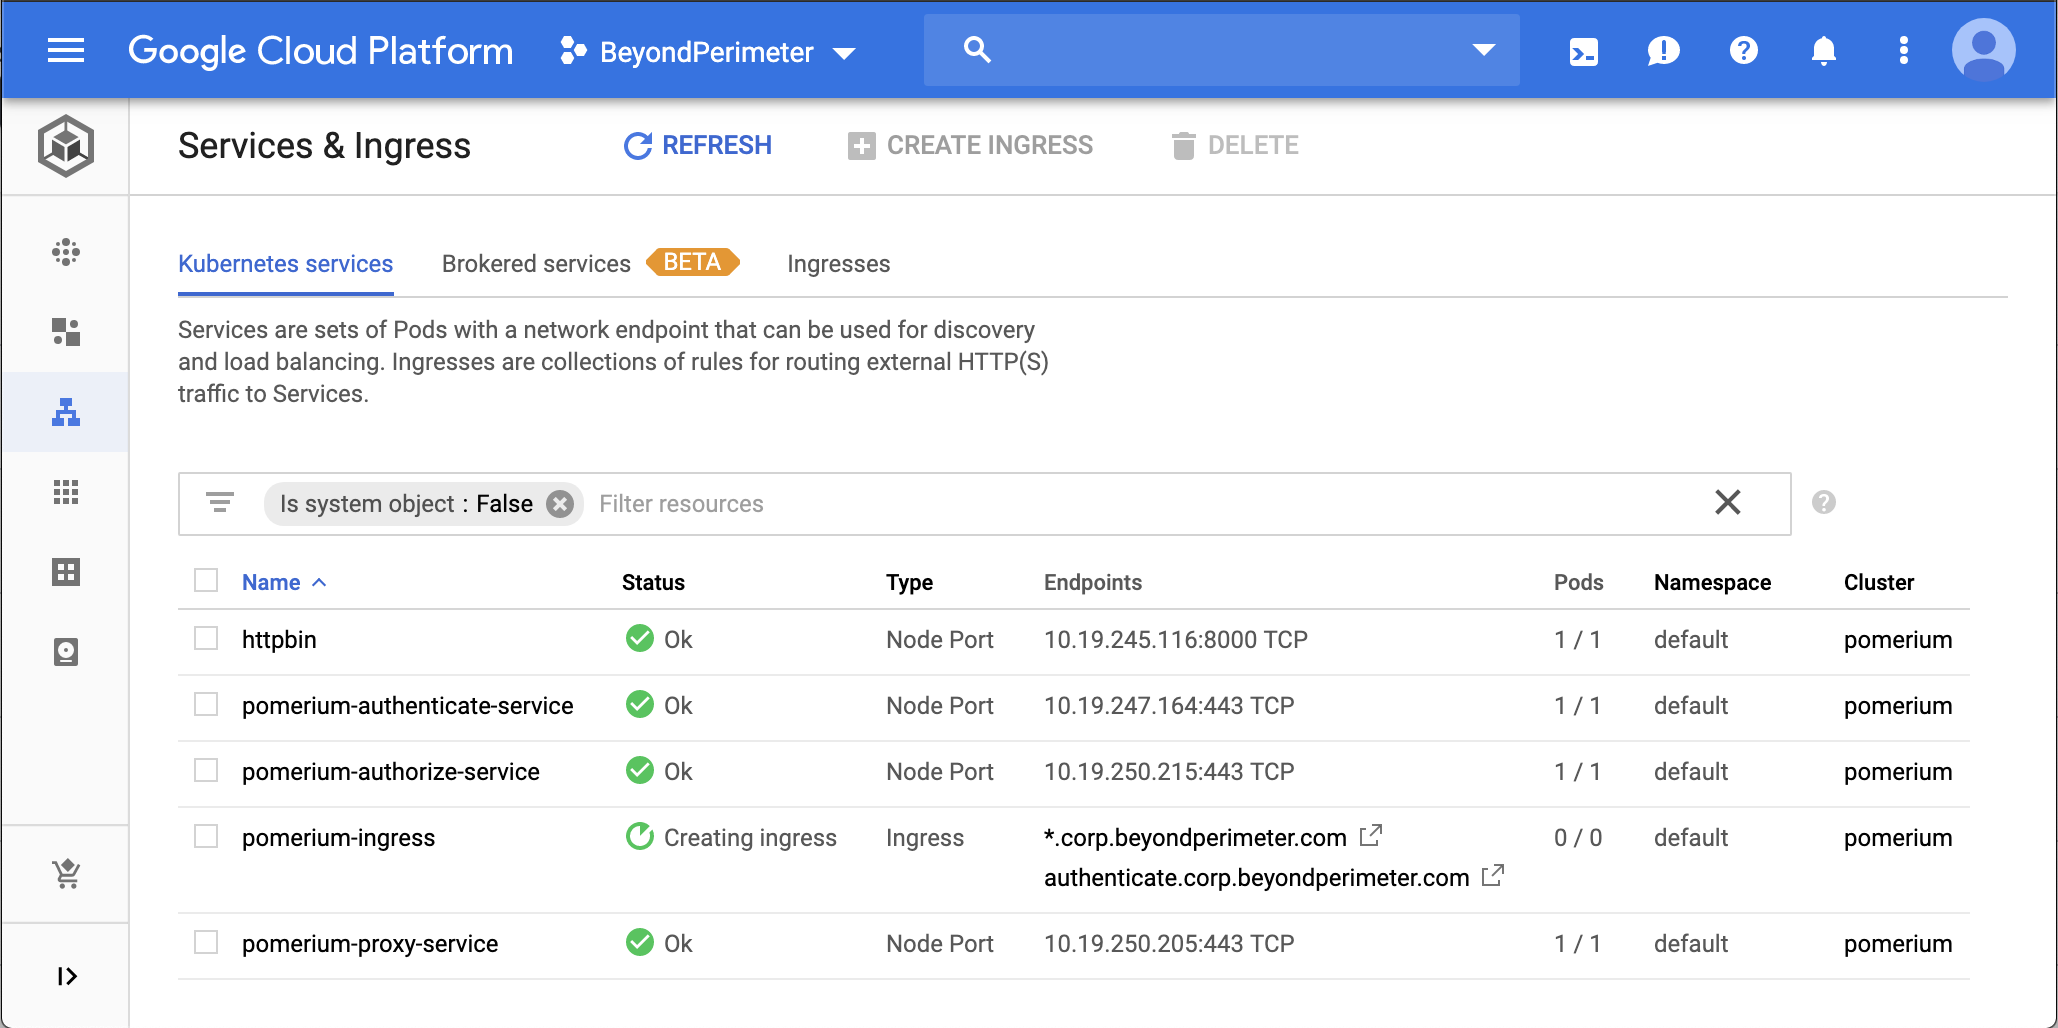 Google Cloud Platform BeyondPerimeter
Services & Ingress REFRESH CREATE INGRESS DELETE
Kubernetes services Brokered services BETA Ingresses
Services are sets of Pods with a network endpoint that can be used for discovery
and load balancing. Ingresses are collections of rules for routing external HTTP(S)
traffic to Services.
Is system object : False Filter resources
Name Status Type Endpoints Pods Namespace Cluster
httpbin Ok Node Port 10.19.245.116:8000 TCP 1 / 1 default pomerium
pomerium-authenticate-service Ok Node Port 10.19.247.164:443 TCP 1 / 1 default pomerium
pomerium-authorize-service Ok Node Port 10.19.250.215:443 TCP 1 / 1 default pomerium
pomerium-ingress Creating ingress Ingress *.corp.beyondperimeter.com 0 / 0 default pomerium
authenticate.corp.beyondperimeter.com
pomerium-proxy-service Ok Node Port 10.19.250.205:443 TCP 1 / 1 default pomerium